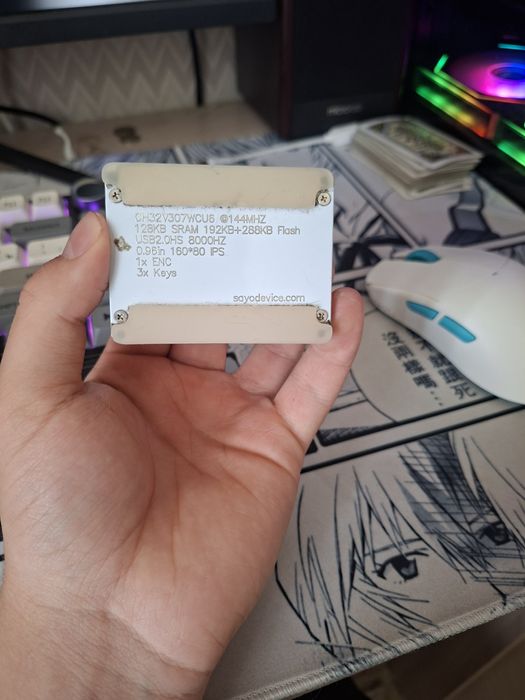 CH32V307WCU6 @144MHZ
128KB SRAM 192KB+288KB Flash
USB2.0HS 8000HZ
0.96in 160*80 IPS
1x ENC
3x Keys
sayodevice.com